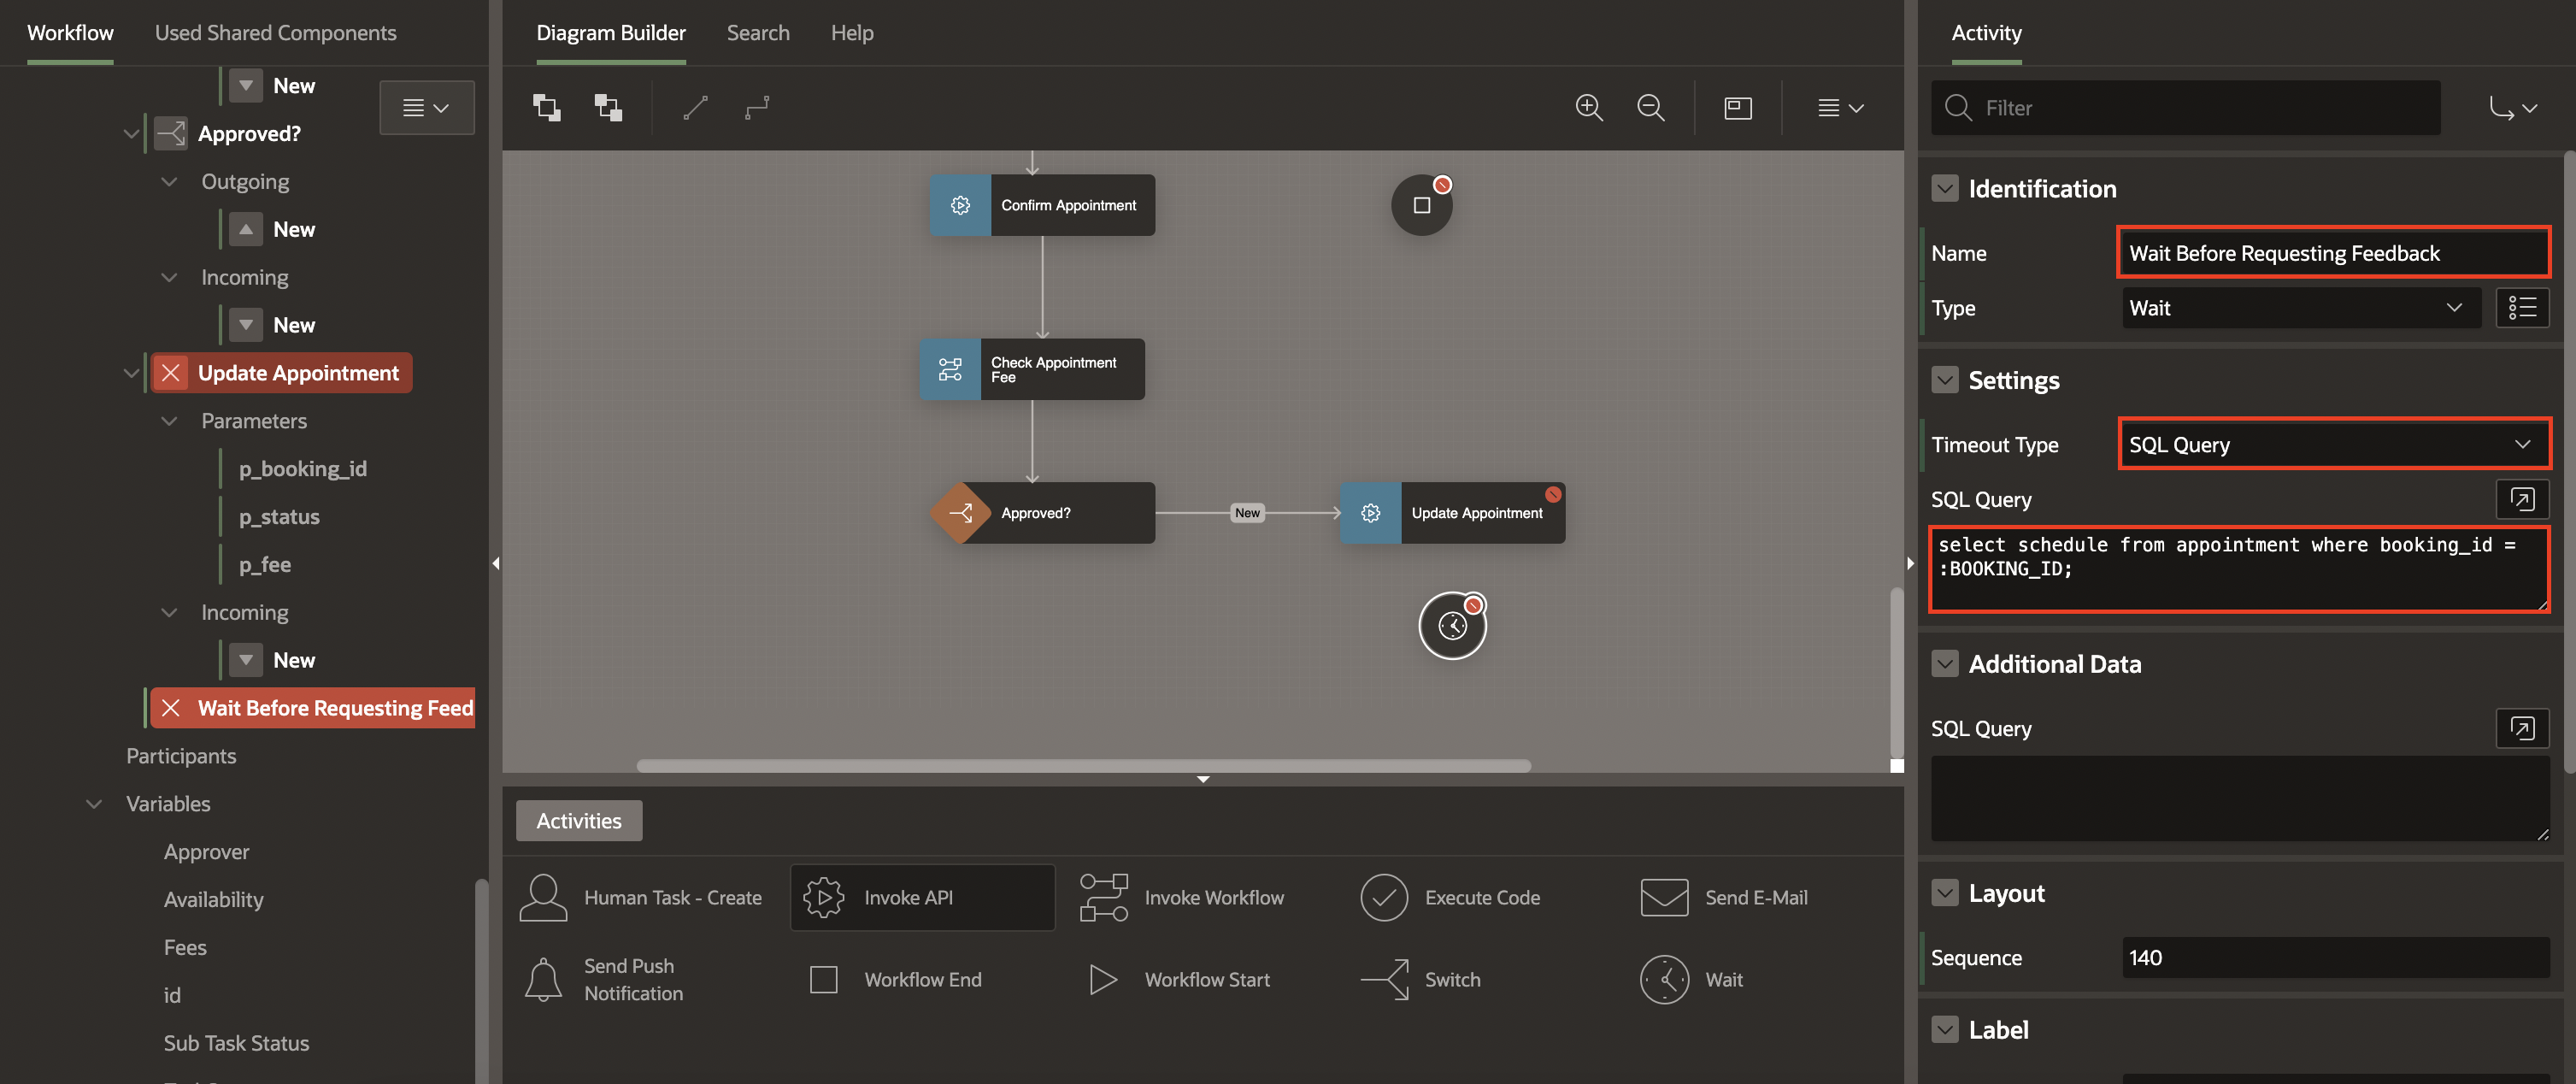 Workflow
Used Shared Components
New
Approved?
Outgoing
New
Incoming
New
Update Appointment
Parameters
p_booking_id
p_status
p_fee
Incoming
New
Wait Before Requesting Feed
Participants
Variables
Approver
Availability
Fees
id
Sub Task Status
Diagram Builder
Search
Help
Confirm Appointment
Check Appointment
Fee
Approved?
New
Update Appointment
Activities
Human Task - Create
Invoke API
Invoke Workflow
Execute Code
Send E-Mail
Send Push
Notification
Workflow End
Workflow Start
Switch
Wait
Activity
Filter
Identification
Name
Wait Before Requesting Feedback
Type
Wait
Settings
Timeout Type
SQL Query
SQL Query
select schedule from appointment where booking_id =
:BOOKING_ID;
Additional Data
SQL Query
Layout
Sequence
140
Label